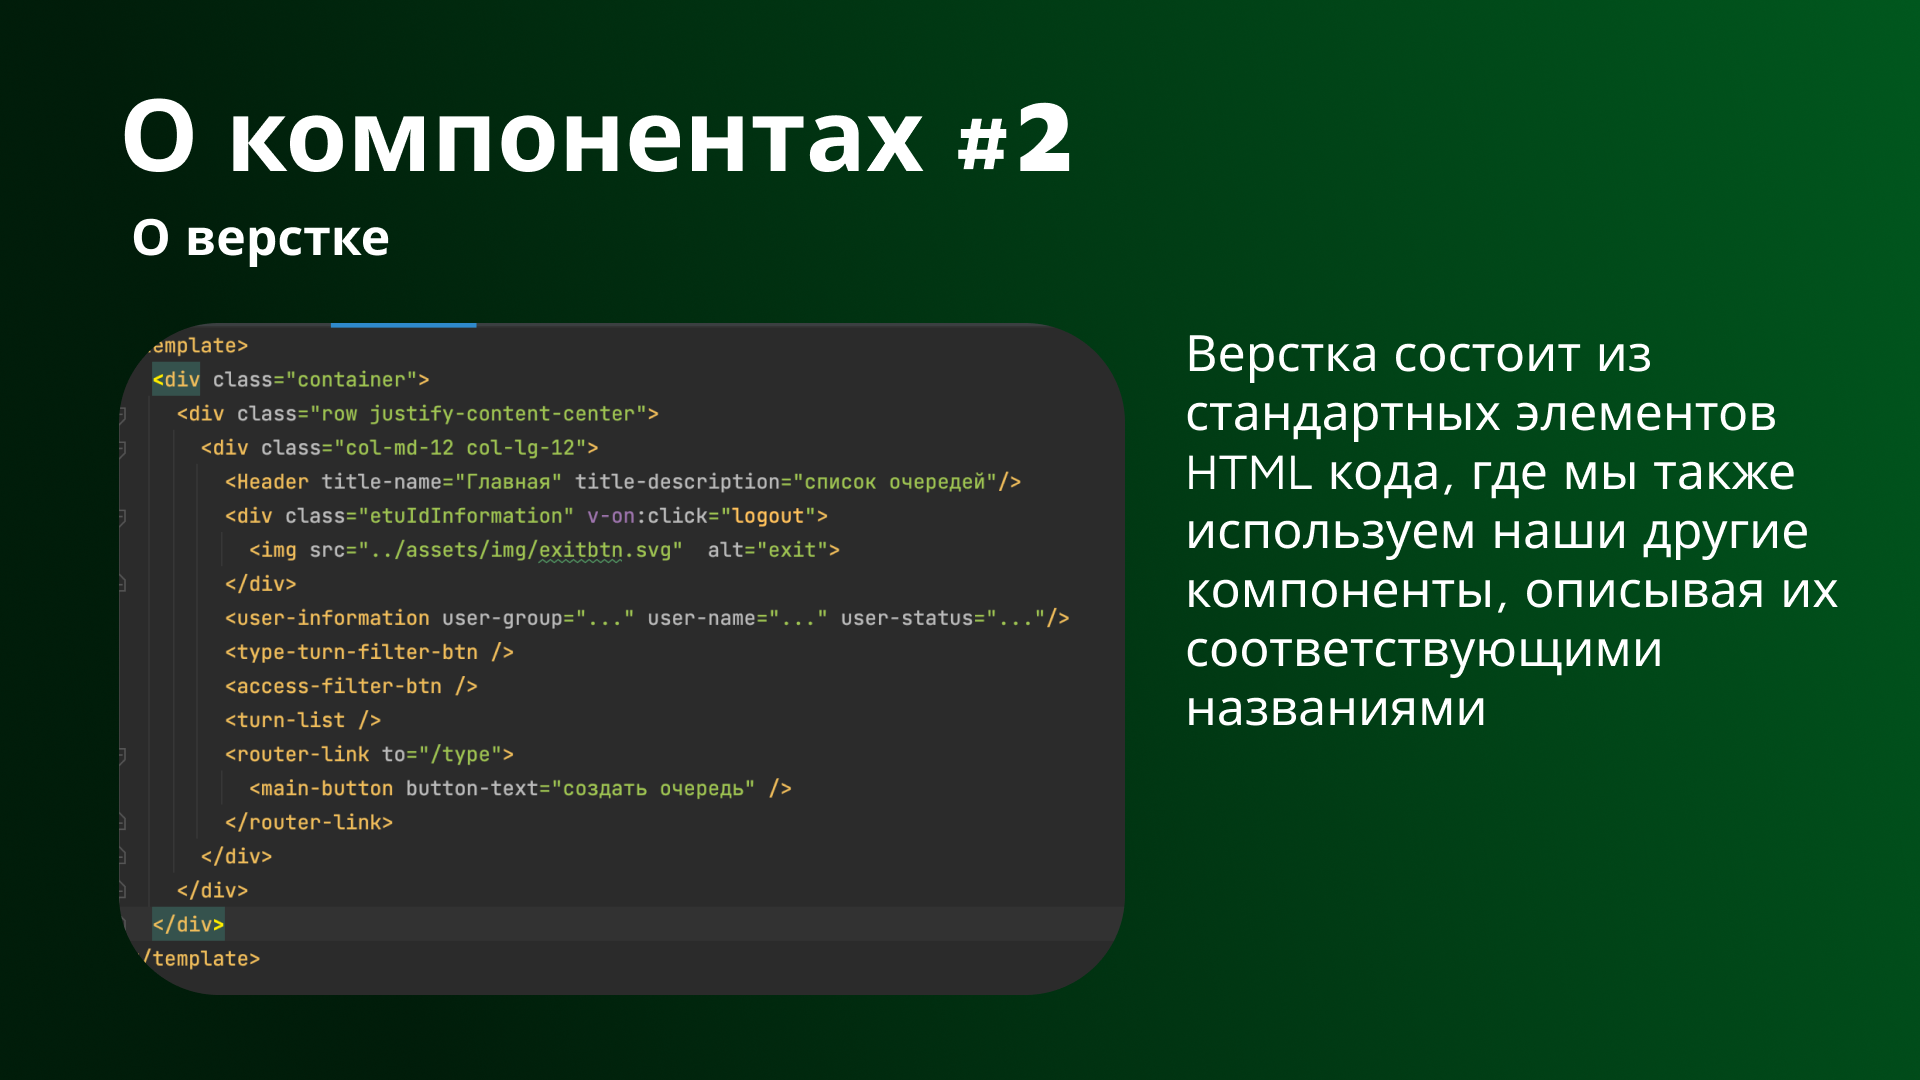 О компонентах #2
О верстке
emplate>
<div class="container">
<div class="row justify-content-center">
<div class="col-md-12 col-lg-12">
<Header title-name="Главная" title-description="список очередей"/>
<div class="etuIdInformation" v-on:click="logout">
<img src="../assets/img/exitbtn.svg"  alt="exit">
</div>
<user-information user-group="..." user-name="..." user-status="..."/>
<type-turn-filter-btn />
<access-filter-btn />
<turn-list />
<router-link to="/type">
<main-button button-text="создать очередь" />
</router-link>
</div>
</div>
</div>
/template>
Верстка состоит из
стандартных элементов
HTML кода, где мы также
используем наши другие
компоненты, описывая их
соответствующими
названиями